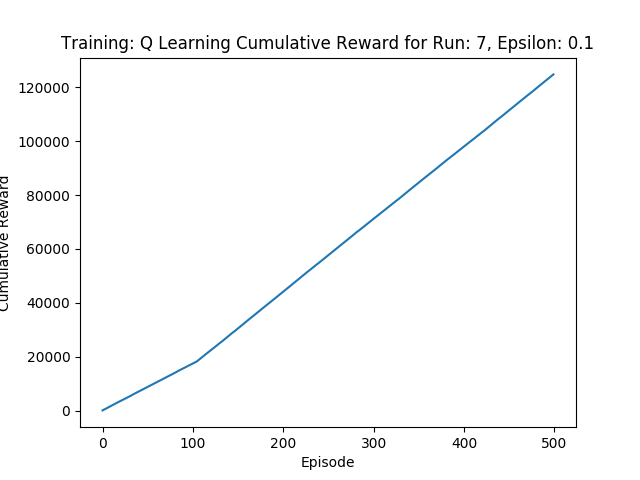 Training: Q Learning Cumulative Reward for Run: 7, Epsilon: 0.1
Cumulative Reward
120000
100000
80000
60000
40000
20000
0
0 100 200 300 400 500
Episode